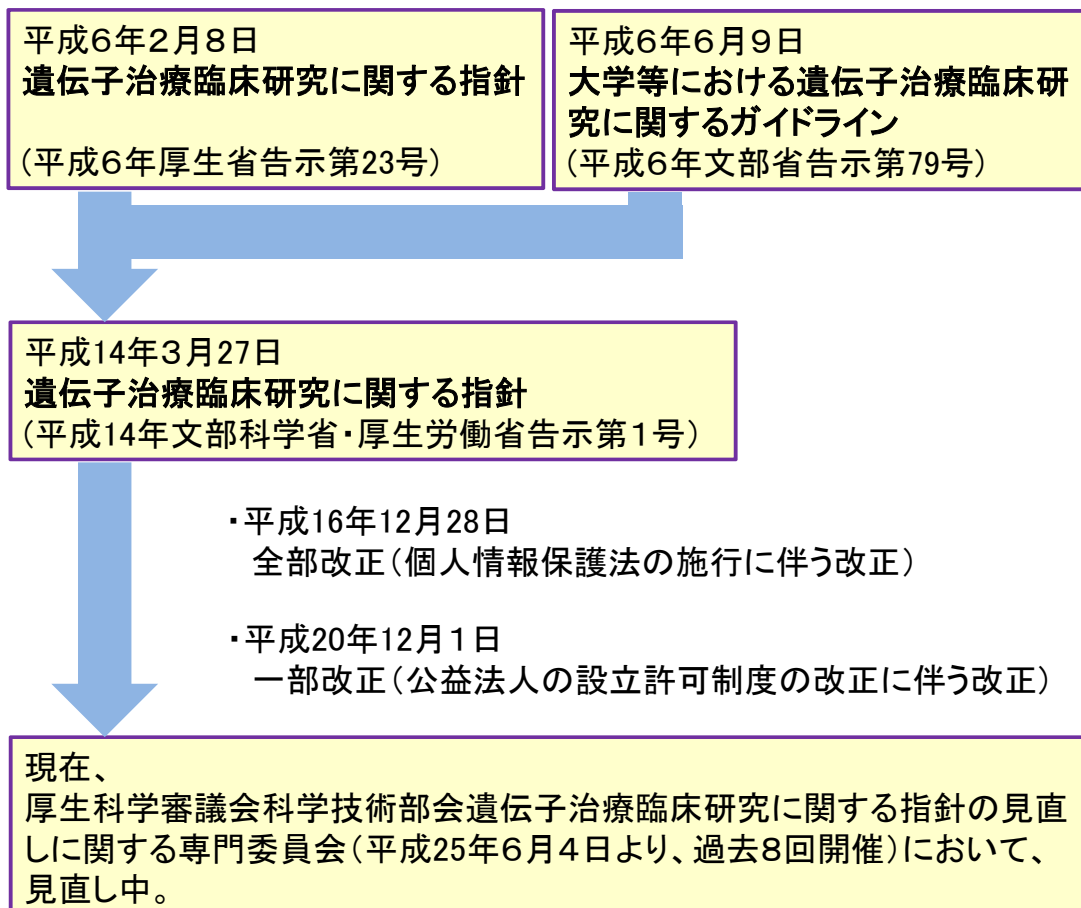 平成6年2月8日
遺伝子治療臨床研究に関する指針
(平成6年厚生省告示第23号)
平成6年6月9日
大学等における遺伝子治療臨床研
究に関するガイドライン
(平成6年文部省告示第79号)
平成14年3月27日
遺伝子治療臨床研究に関する指針
(平成14年文部科学省・厚生労働省告示第1号)
・平成16年12月28日
全部改正(個人情報保護法の施行に伴う改正)
・平成20年12月1日
一部改正(公益法人の設立許可制度の改正に伴う改正)
現在、
厚生科学審議会科学技術部会遺伝子治療臨床研究に関する指針の見直
しに関する専門委員会(平成25年6月4日より、過去8回開催)において、
見直し中。